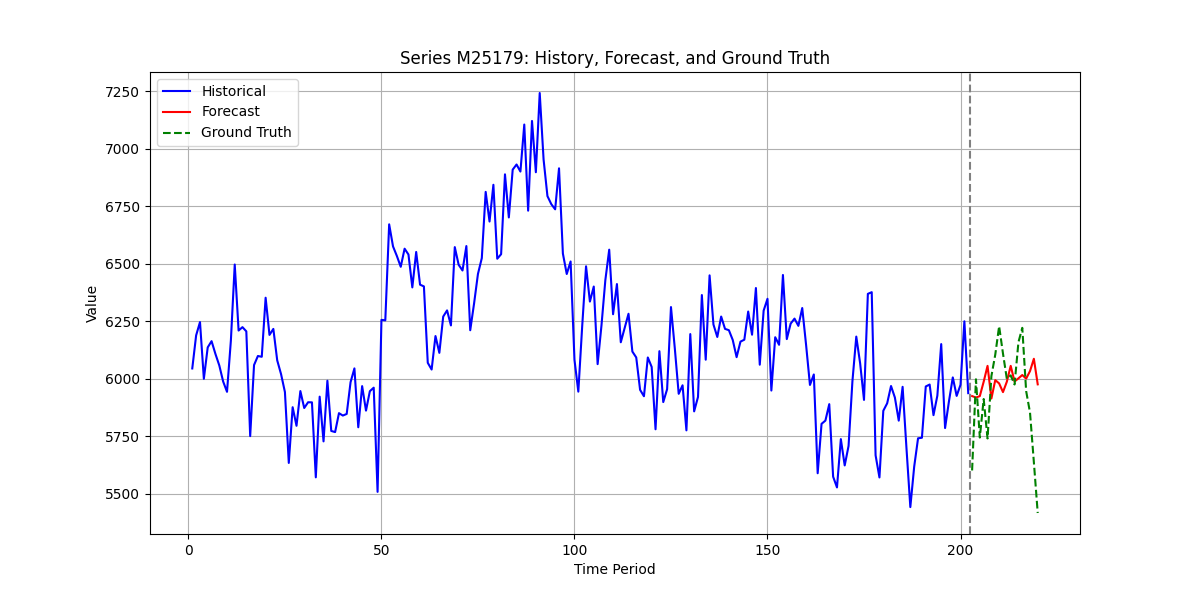 Series M25179: History, Forecast, and Ground Truth
Historical
Forecast
Ground Truth
7250
7000
6750
6500
6250
6000
5750
5500
Value
0 50 100 150 200
Time Period